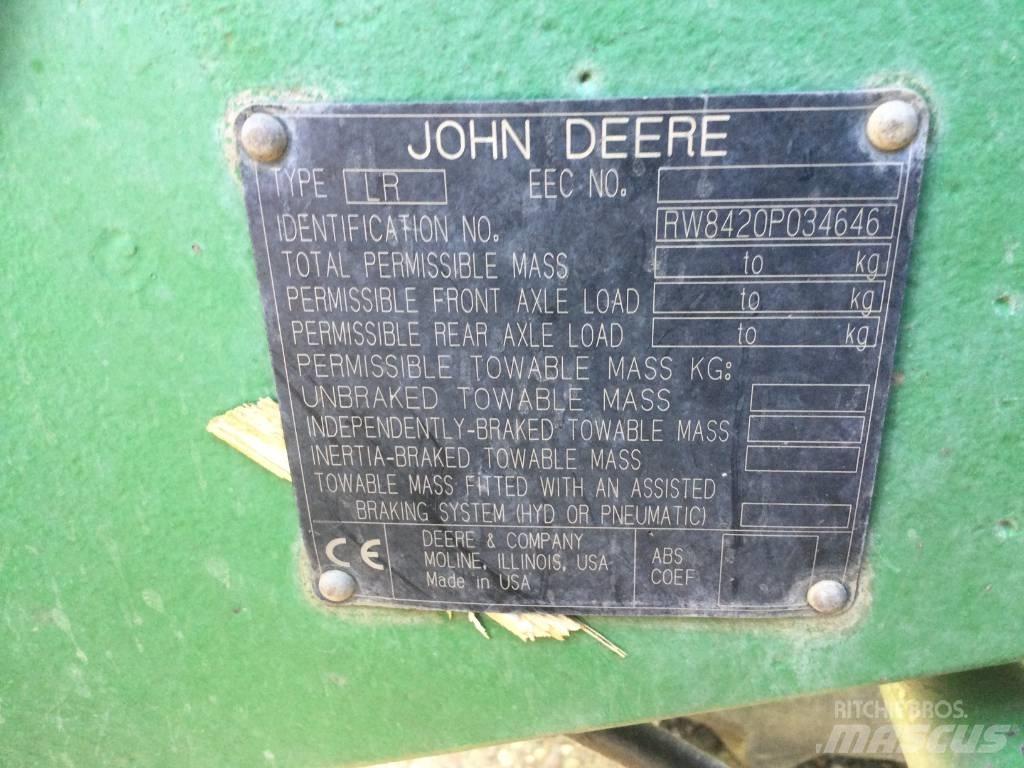 JOHN DEERE
TYPE LR EEC NO.
IDENTIFICATION NO. RW8420P034646
TOTAL PERMISSIBLE MASS to kg
PERMISSIBLE FRONT AXLE LOAD to kg
PERMISSIBLE REAR AXLE LOAD to kg
PERMISSIBLE TOWABLE MASS KG:
UNBRAKED TOWABLE MASS
INDEPENDENTLY-BRAKED TOWABLE MASS
INERTIA-BRAKED TOWABLE MASS
TOWABLE MASS FITTED WITH AN ASSISTED
BRAKING SYSTEM (HYD OR PNEUMATIC)
CE
DEERE & COMPANY
MOLINE, ILLINOIS, USA
Made in USA
ABS
COEF
RITCHIE BROS.
MASCUS